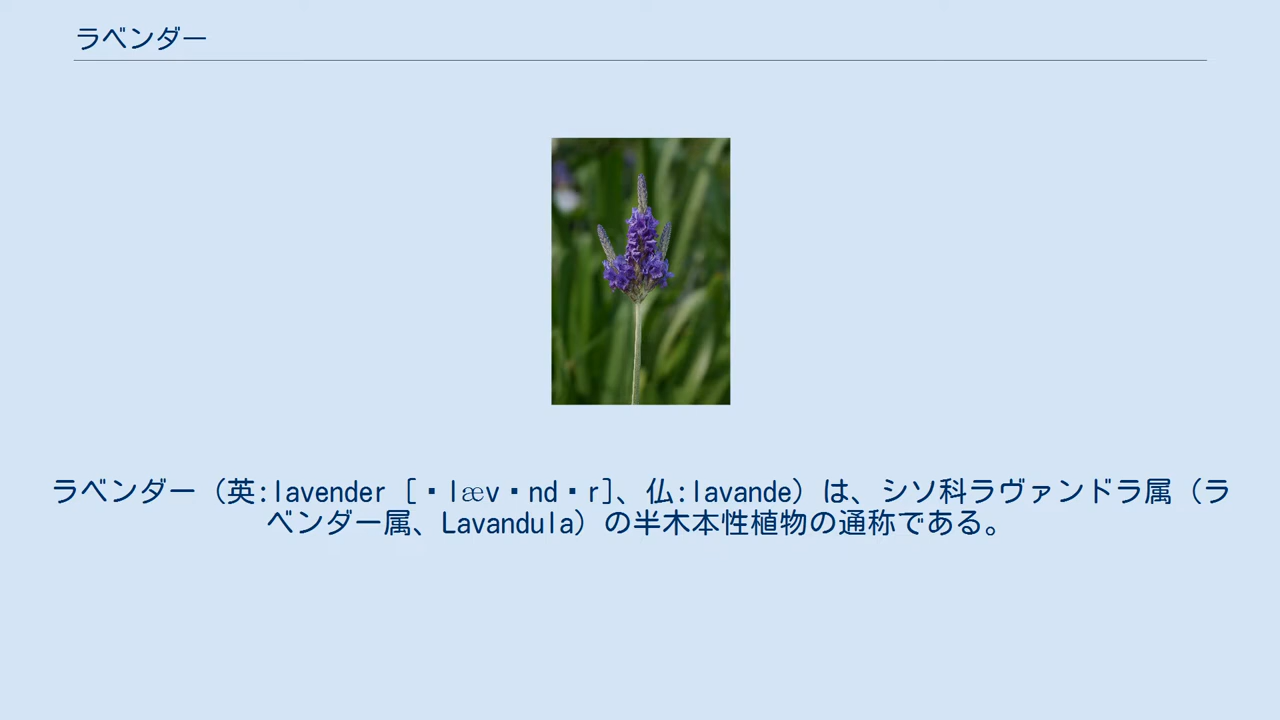 ラベンダー
ラベンダー（英:lavender［・læv・nd・r]、仏:lavande）は、シソ科ラヴァンドラ属（ラ
ベンダー属、Lavandula）の半木本性植物の通称である。